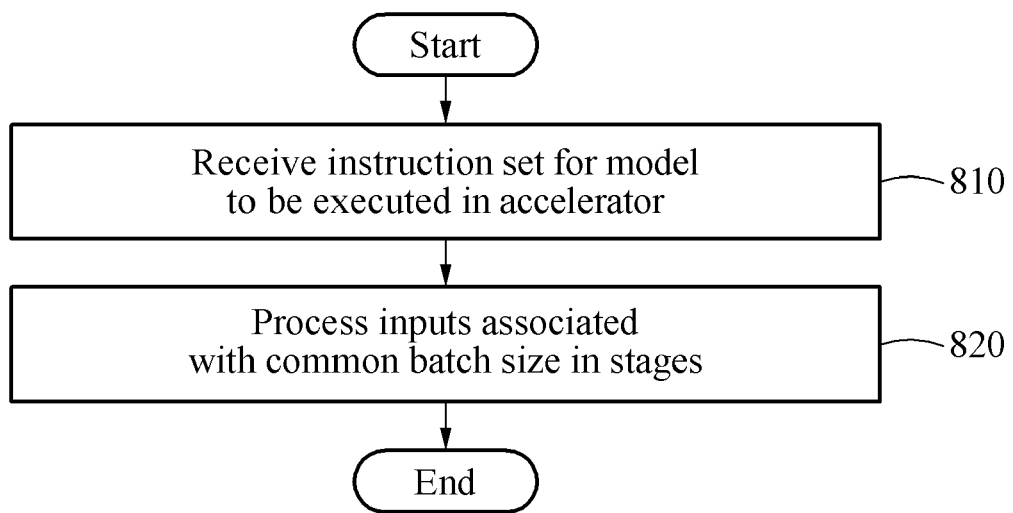 Start
Receive instruction set for model
to be executed in accelerator
810
Process inputs associated
with common batch size in stages
820
End